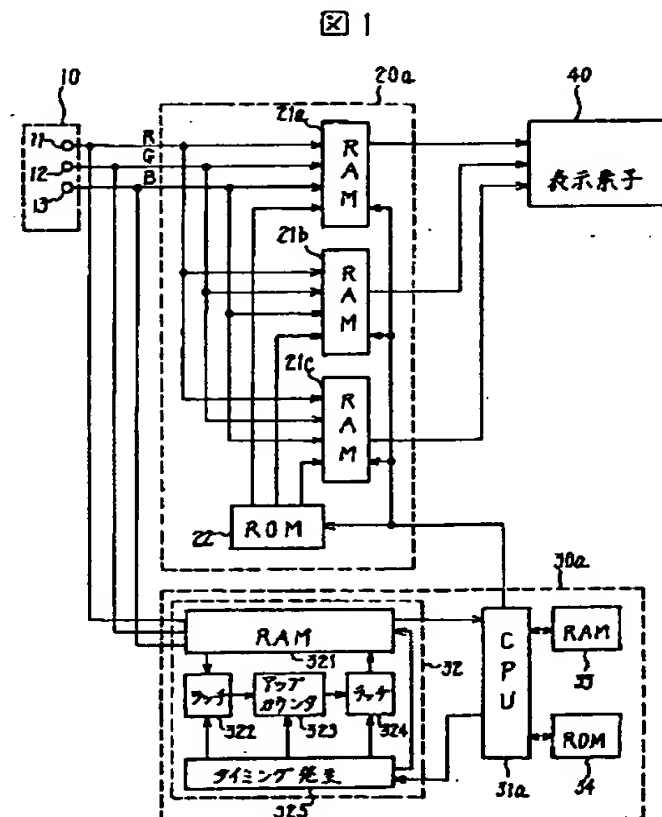 図 1
10
20a
40
11
12
13
R
G
B
21a
RAM
表示素子
21b
RAM
21c
RAM
22
ROM
30a
RAM
321
32
CPU
31a
RAM
33
ROM
34
ラッチ
322
アップ
カウンタ
323
ラッチ
324
タイミング発生
325